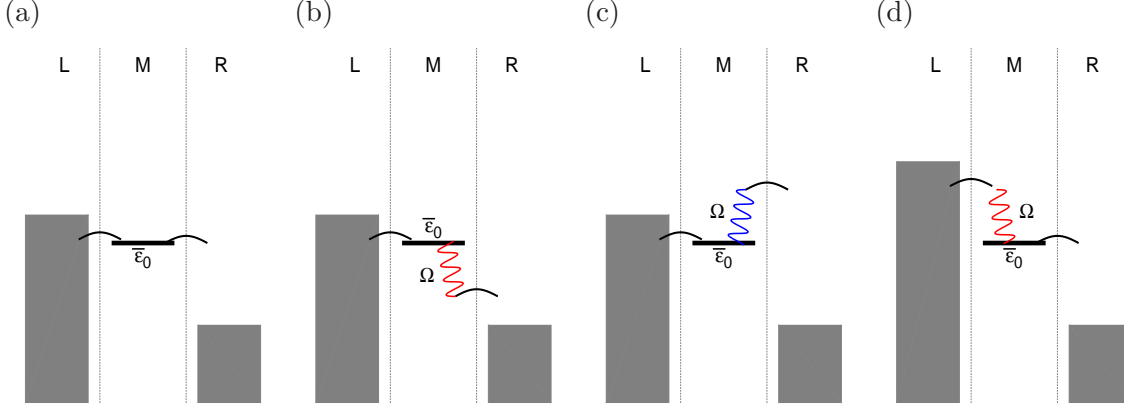 (a) (b) (c) (d)
L M R L M R L M R L M R
ε̅₀ ε̅₀ Ω Ω ε̅₀ Ω ε̅₀